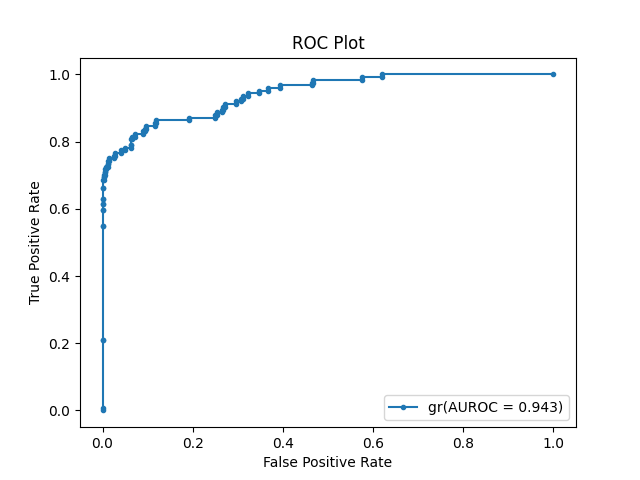 ROC Plot
1.0
0.8
0.6
0.4
0.2
0.0
True Positive Rate
gr(AUROC = 0.943)
0.0 0.2 0.4 0.6 0.8 1.0
False Positive Rate